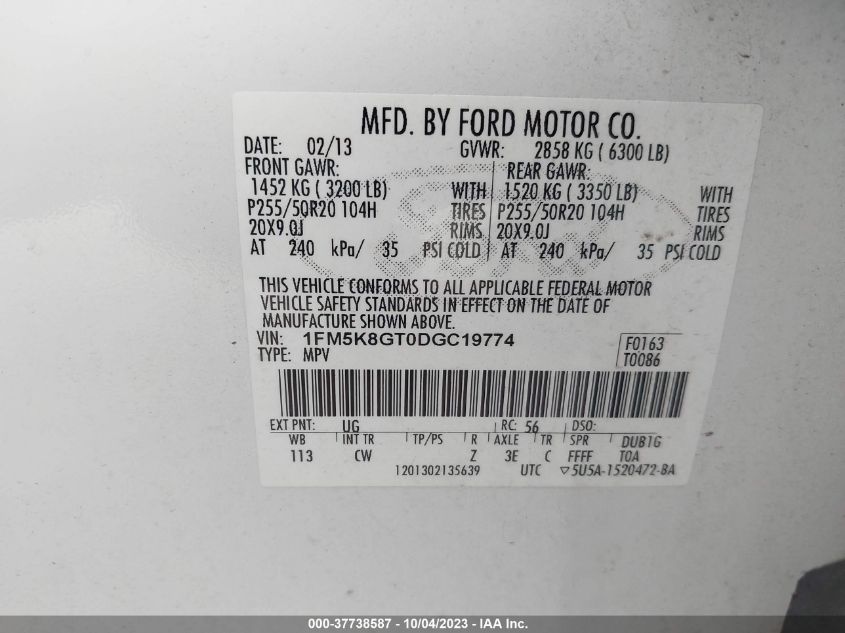 MFD. BY FORD MOTOR CO.
DATE: 02/13 GVWR: 2858 KG ( 6300 LB)
FRONT GAWR: REAR GAWR:
1452 KG ( 3200 LB) WITH 1520 KG ( 3350 LB) WITH
P255/50R20 104H TIRES P255/50R20 104H TIRES
20X9.0J RIMS 20X9.0J RIMS
AT 240 kPa/ 35 PSI COLD AT 240 kPa/ 35 PSI COLD
THIS VEHICLE CONFORMS TO ALL APPLICABLE FEDERAL MOTOR
VEHICLE SAFETY STANDARDS IN EFFECT ON THE DATE OF
MANUFACTURE SHOWN ABOVE.
VIN: 1FM5K8GT0DGC19774 F0163
TYPE: MPV T0086
EXT PNT: UG RC: 56 DSO:
WB INT TR TP/PS R AXLE TR SPR DUB1G
113 CW Z 3E C FFFF TOA
1201302135639 UTC ▽5U5A-1520472-BA
000-37738587 - 10/04/2023 - IAA Inc.